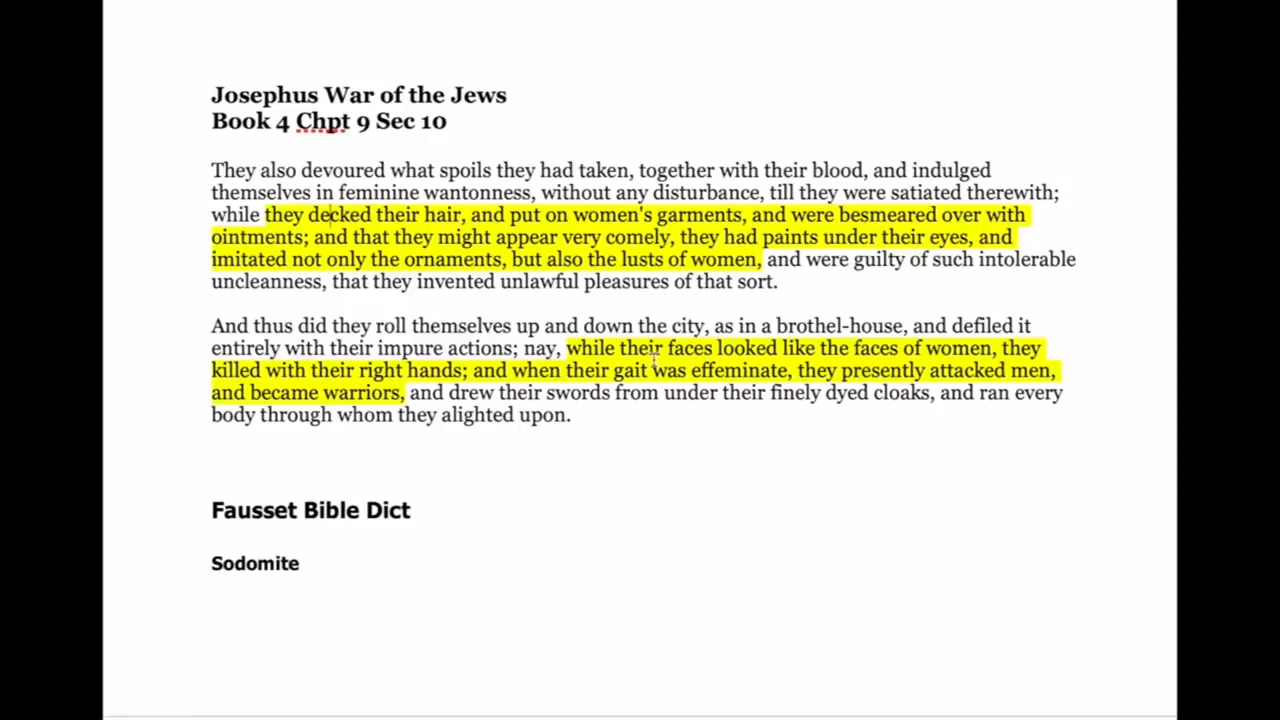 Josephus War of the Jews
Book 4 Chpt 9 Sec 10
They also devoured what spoils they had taken, together with their blood, and indulged
themselves in feminine wantonness, without any disturbance, till they were satiated therewith;
while they decked their hair, and put on women's garments, and were besmeared over with
ointments; and that they might appear very comely, they had paints under their eyes, and
imitated not only the ornaments, but also the lusts of women, and were guilty of such intolerable
uncleanness, that they invented unlawful pleasures of that sort.
And thus did they roll themselves up and down the city, as in a brothel-house, and defiled it
entirely with their impure actions; nay, while their faces looked like the faces of women, they
killed with their right hands; and when their gait was effeminate, they presently attacked men,
and became warriors, and drew their swords from under their finely dyed cloaks, and ran every
body through whom they alighted upon.
Fausset Bible Dict
Sodomite